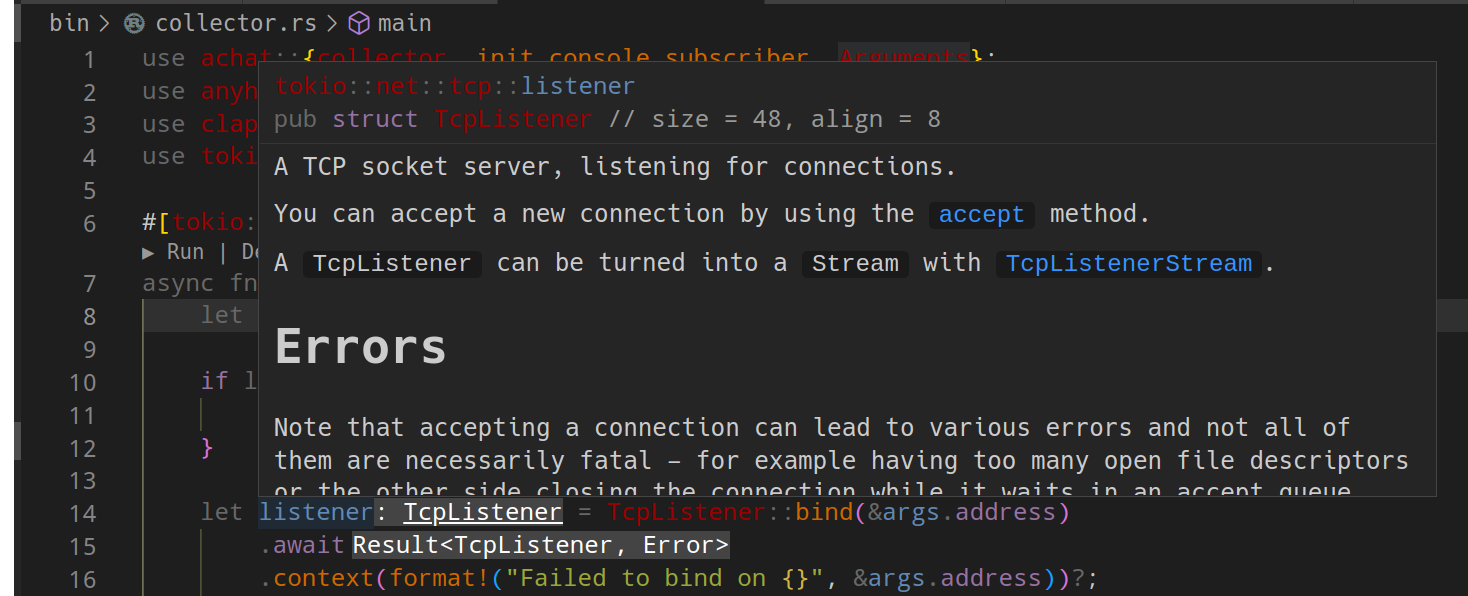 bin > collector.rs > main
1 use achat::{collector, init_console_subscriber, Arguments};
2 use anyh
3 use clap
4 use toki
5
6 #[tokio:
▶ Run | De
7 async fn
8 let
9
10 if l
11
12 }
13
tokio::net::tcp::listener
pub struct TcpListener // size = 48, align = 8
A TCP socket server, listening for connections.
You can accept a new connection by using the accept method.
A TcpListener can be turned into a Stream with TcpListenerStream.
Errors
Note that accepting a connection can lead to various errors and not all of
them are necessarily fatal – for example having too many open file descriptors
or the other side closing the connection while it waits in an accept queue
14 let listener: TcpListener = TcpListener::bind(&args.address)
15 .await Result<TcpListener, Error>
16 .context(format!("Failed to bind on {}", &args.address))?;